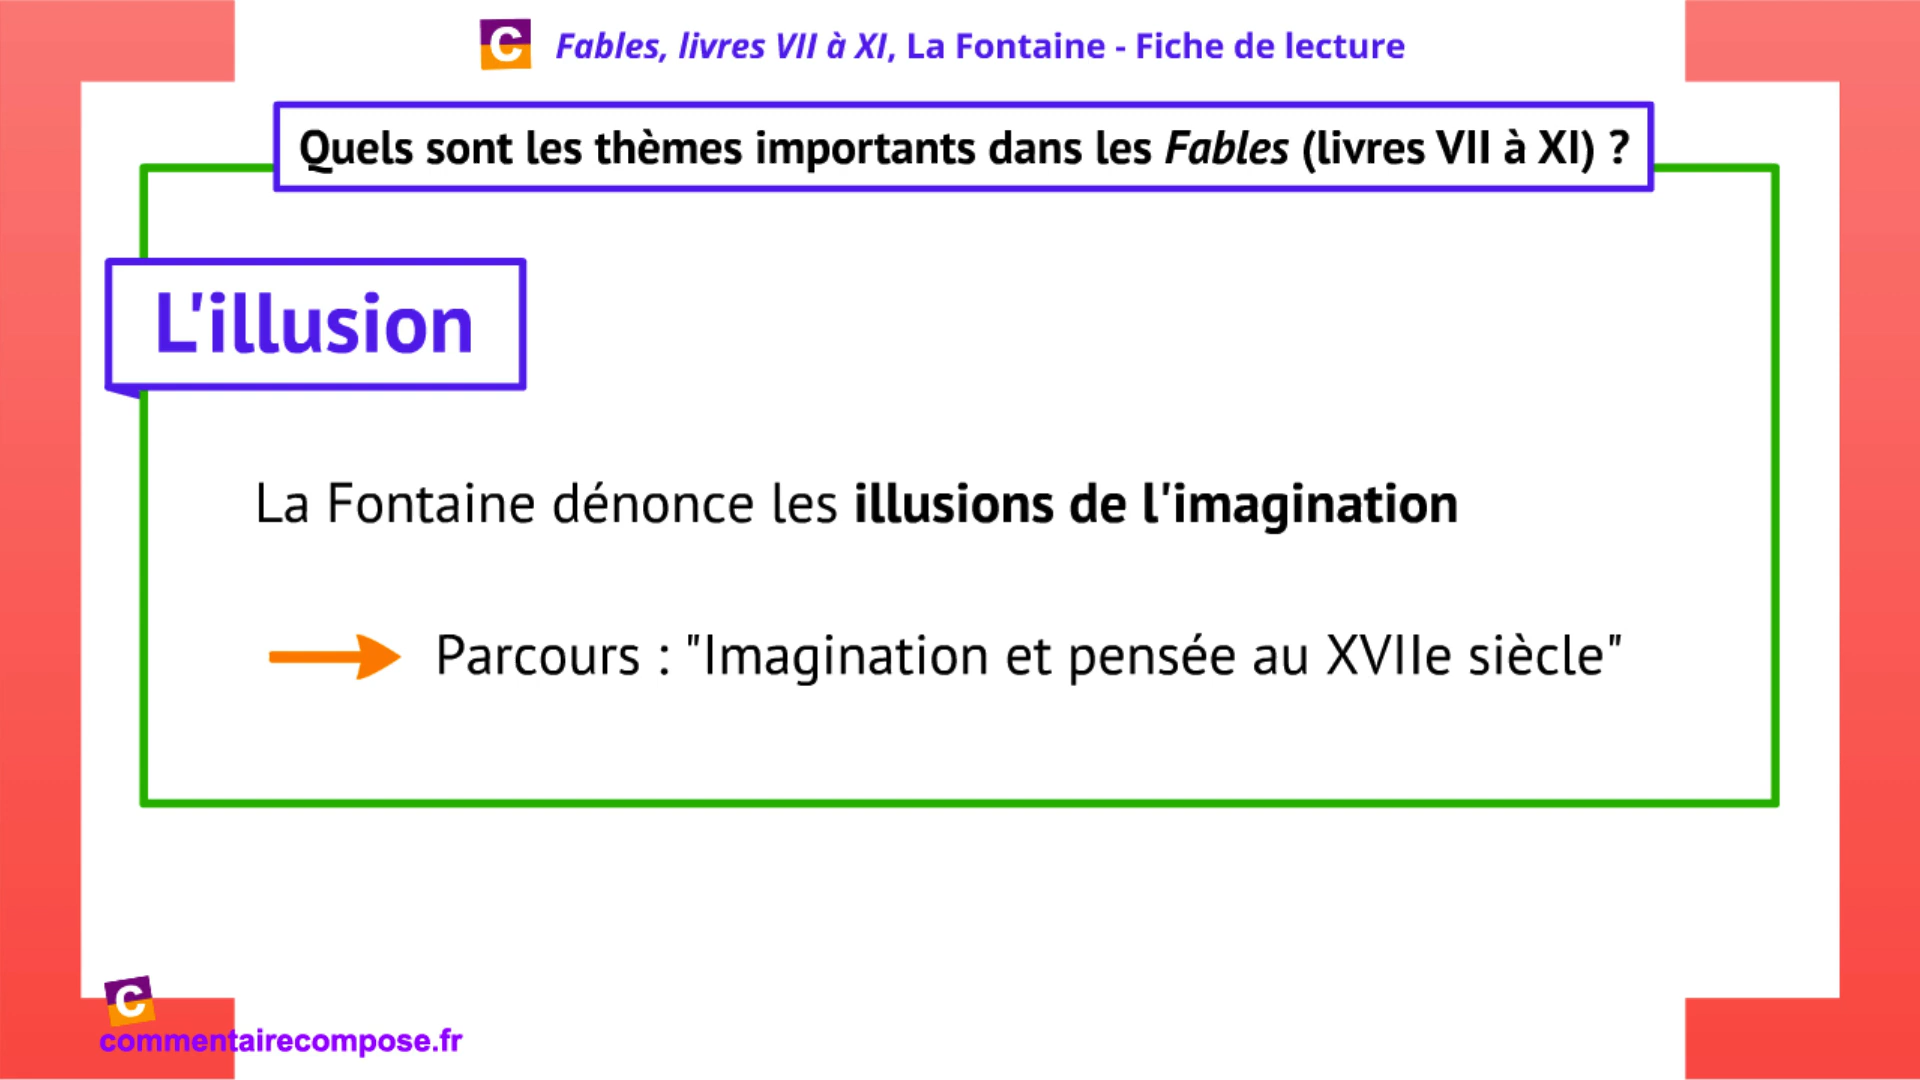 C Fables, livres VII à XI, La Fontaine - Fiche de lecture
Quels sont les thèmes importants dans les Fables (livres VII à XI) ?
L'illusion
La Fontaine dénonce les illusions de l'imagination
Parcours : "Imagination et pensée au XVIIe siècle"
C
commentairecompose.fr